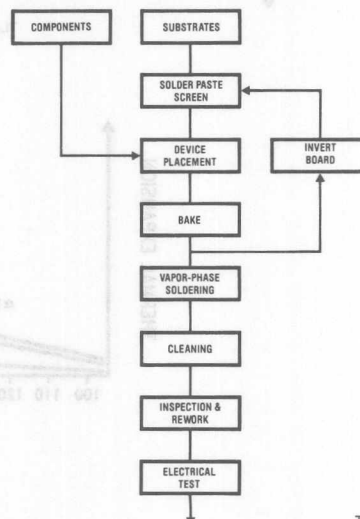 COMPONENTS
SUBSTRATES
SOLDER PASTE
SCREEN
DEVICE
PLACEMENT
INVERT
BOARD
BAKE
VAPOR-PHASE
SOLDERING
CLEANING
INSPECTION &
REWORK
ELECTRICAL
TEST